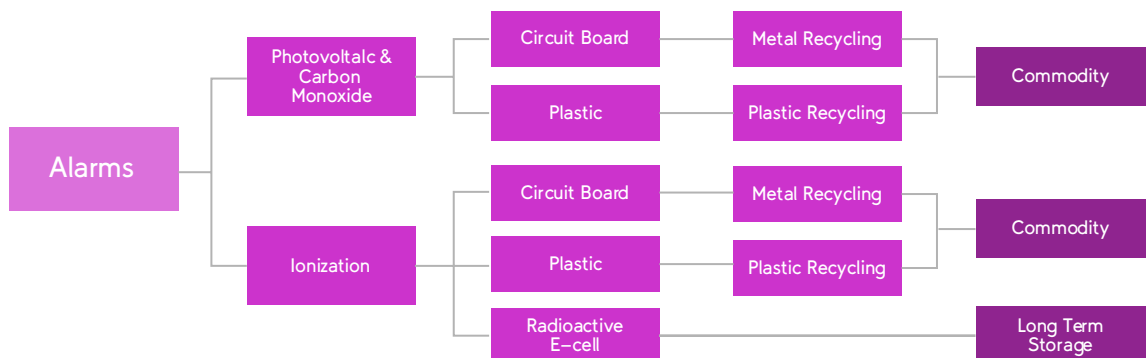 Alarms
Photovoltalc &
Carbon
Monoxide
Circuit Board
Metal Recycling
Plastic
Plastic Recycling
Commodity
Ionization
Circuit Board
Metal Recycling
Plastic
Plastic Recycling
Commodity
Radioactive
E-cell
Long Term
Storage